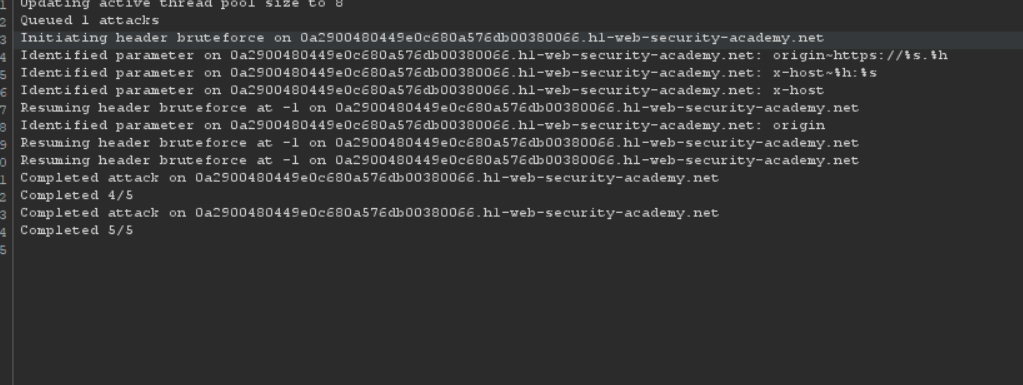 Updating active thread pool size to 8
2 Queued 1 attacks
3 Initiating header bruteforce on 0a2900480449e0c680a576db00380066.h1-web-security-academy.net
4 Identified parameter on 0a2900480449e0c680a576db00380066.h1-web-security-academy.net: origin~https://%s.%h
5 Identified parameter on 0a2900480449e0c680a576db00380066.h1-web-security-academy.net: x-host~%h:%s
6 Identified parameter on 0a2900480449e0c680a576db00380066.h1-web-security-academy.net: x-host
7 Resuming header bruteforce at -1 on 0a2900480449e0c680a576db00380066.h1-web-security-academy.net
8 Identified parameter on 0a2900480449e0c680a576db00380066.h1-web-security-academy.net: origin
9 Resuming header bruteforce at -1 on 0a2900480449e0c680a576db00380066.h1-web-security-academy.net
0 Resuming header bruteforce at -1 on 0a2900480449e0c680a576db00380066.h1-web-security-academy.net
1 Completed attack on 0a2900480449e0c680a576db00380066.h1-web-security-academy.net
2 Completed 4/5
3 Completed attack on 0a2900480449e0c680a576db00380066.h1-web-security-academy.net
4 Completed 5/5
5